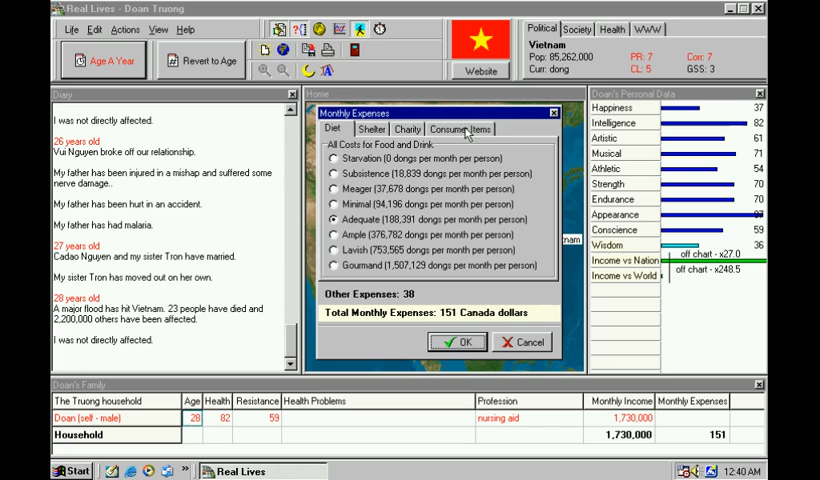 Real Lives - Doan Truong
Life Edit Actions View Help
Age A Year
Revert to Age
Website
Political Society Health WWW
Vietnam
Pop: 85,262,000 PR: 7 Corr: 7
Curr: dong CL: 5 GSS: 3
Diary
I was not directly affected.
26 years old
Vui Nguyen broke off our relationship.
My father has been injured in a mishap and suffered some
nerve damage..
My father has been hurt in an accident.
My father has had malaria.
27 years old
Cadao Nguyen and my sister Tron have married.
My sister Tron has moved out on her own.
28 years old
A major flood has hit Vietnam. 23 people have died and
2,200,000 others have been affected.
I was not directly affected.
Home
Monthly Expenses
Diet Shelter Charity Consumer Items
All Costs for Food and Drink
Starvation (0 dongs per month per person)
Subsistence (18,839 dongs per month per person)
Meager (37,678 dongs per month per person)
Minimal (94,196 dongs per month per person)
Adequate (188,391 dongs per month per person)
Ample (376,782 dongs per month per person)
Lavish (753,565 dongs per month per person)
Gourmand (1,507,129 dongs per month per person)
Other Expenses: 38
Total Monthly Expenses: 151 Canada dollars
OK Cancel
nam
Doan's Personal Data
Happiness 37
Intelligence 82
Artistic 61
Musical 71
Athletic 54
Strength 70
Endurance 70
Appearance 97
Conscience 59
Wisdom 36
Income vs Nation off chart - x27.0
Income vs World off chart - x248.5
Doan's Family
The Truong household Age Health Resistance Health Problems Profession Monthly Income Monthly Expenses
Doan (self - male) 28 82 59 nursing aid 1,730,000
Household 1,730,000 151
Start Real Lives 12:40 AM